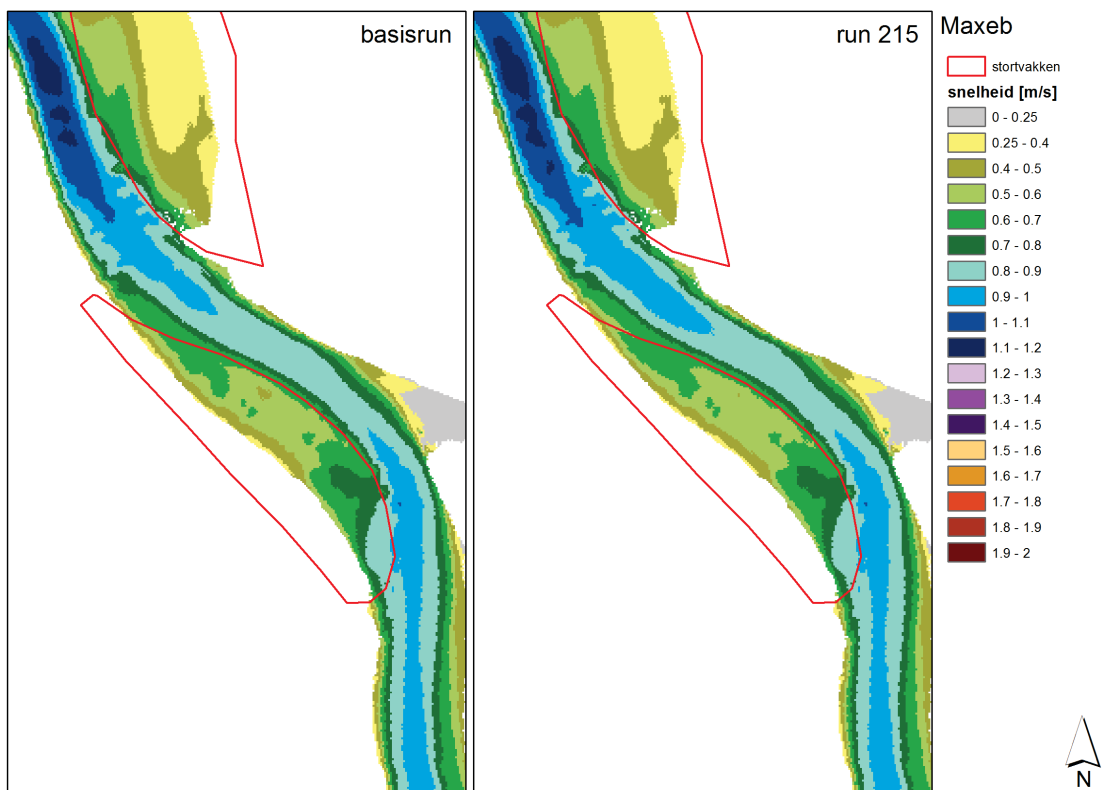 basisrun
run 215
Maxeb
stortvakken
snelheid [m/s]
0 - 0.25
0.25 - 0.4
0.4 - 0.5
0.5 - 0.6
0.6 - 0.7
0.7 - 0.8
0.8 - 0.9
0.9 - 1
1 - 1.1
1.1 - 1.2
1.2 - 1.3
1.3 - 1.4
1.4 - 1.5
1.5 - 1.6
1.6 - 1.7
1.7 - 1.8
1.8 - 1.9
1.9 - 2
N